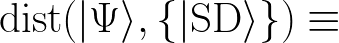 dist(|Ψ⟩, {|SD⟩}) ≡